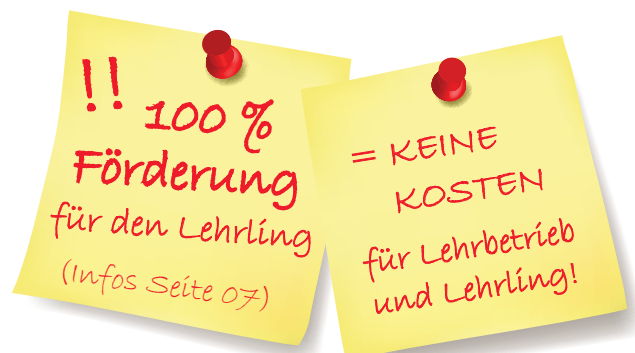 !! 100 %
Förderung
für den Lehrling
(Infos Seite 07)
= KEINE
KOSTEN
für Lehrbetrieb
und Lehrling!